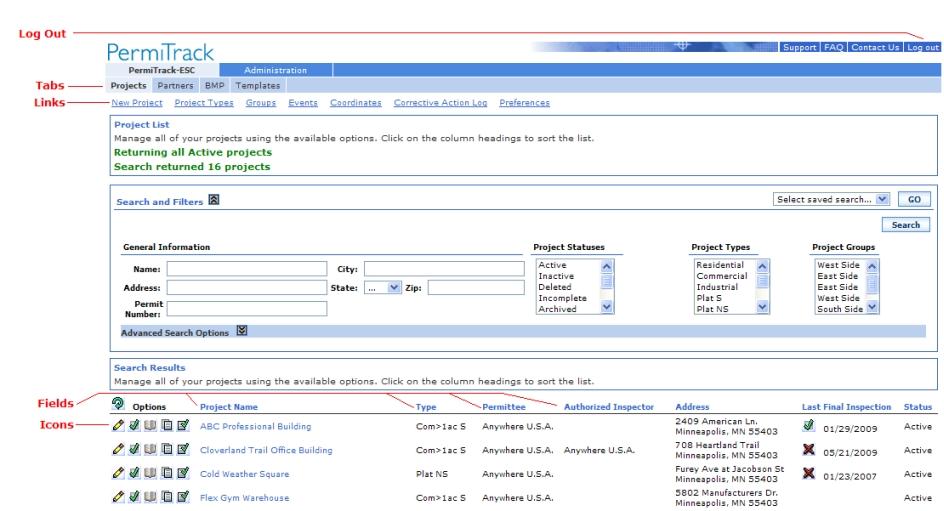 Log Out
PermiTrack
Support FAQ Contact Us Log out
PermiTrack-ESC Administration
Tabs
Projects Partners BMP Templates
Links
New Project Project Types Groups Events Coordinates Corrective Action Log Preferences
Project List
Manage all of your projects using the available options. Click on the column headings to sort the list.
Returning all Active projects
Search returned 16 projects
Search and Filters
Select saved search... GO
Search
General Information Project Statuses Project Types Project Groups
Name: City:
Address: State: ... Zip:
Permit Number:
Active
Inactive
Deleted
Incomplete
Archived
Residential
Commercial
Industrial
Plat S
Plat NS
West Side
East Side
East Side
West Side
South Side
Advanced Search Options
Search Results
Manage all of your projects using the available options. Click on the column headings to sort the list.
Fields
Options Project Name Type Permittee Authorized Inspector Address Last Final Inspection Status
Icons
ABC Professional Building Com>1ac S Anywhere U.S.A. 2409 American Ln. Minneapolis, MN 55403 01/29/2009 Active
Cloverland Trail Office Building Com>1ac S Anywhere U.S.A. Anywhere U.S.A. 708 Heartland Trail Minneapolis, MN 55403 05/21/2009 Active
Cold Weather Square Plat NS Anywhere U.S.A. Furey Ave at Jacobson St Minneapolis, MN 55403 01/23/2007 Active
Flex Gym Warehouse Com>1ac S Anywhere U.S.A. 5802 Manufacturers Dr. Minneapolis, MN 55403 Active